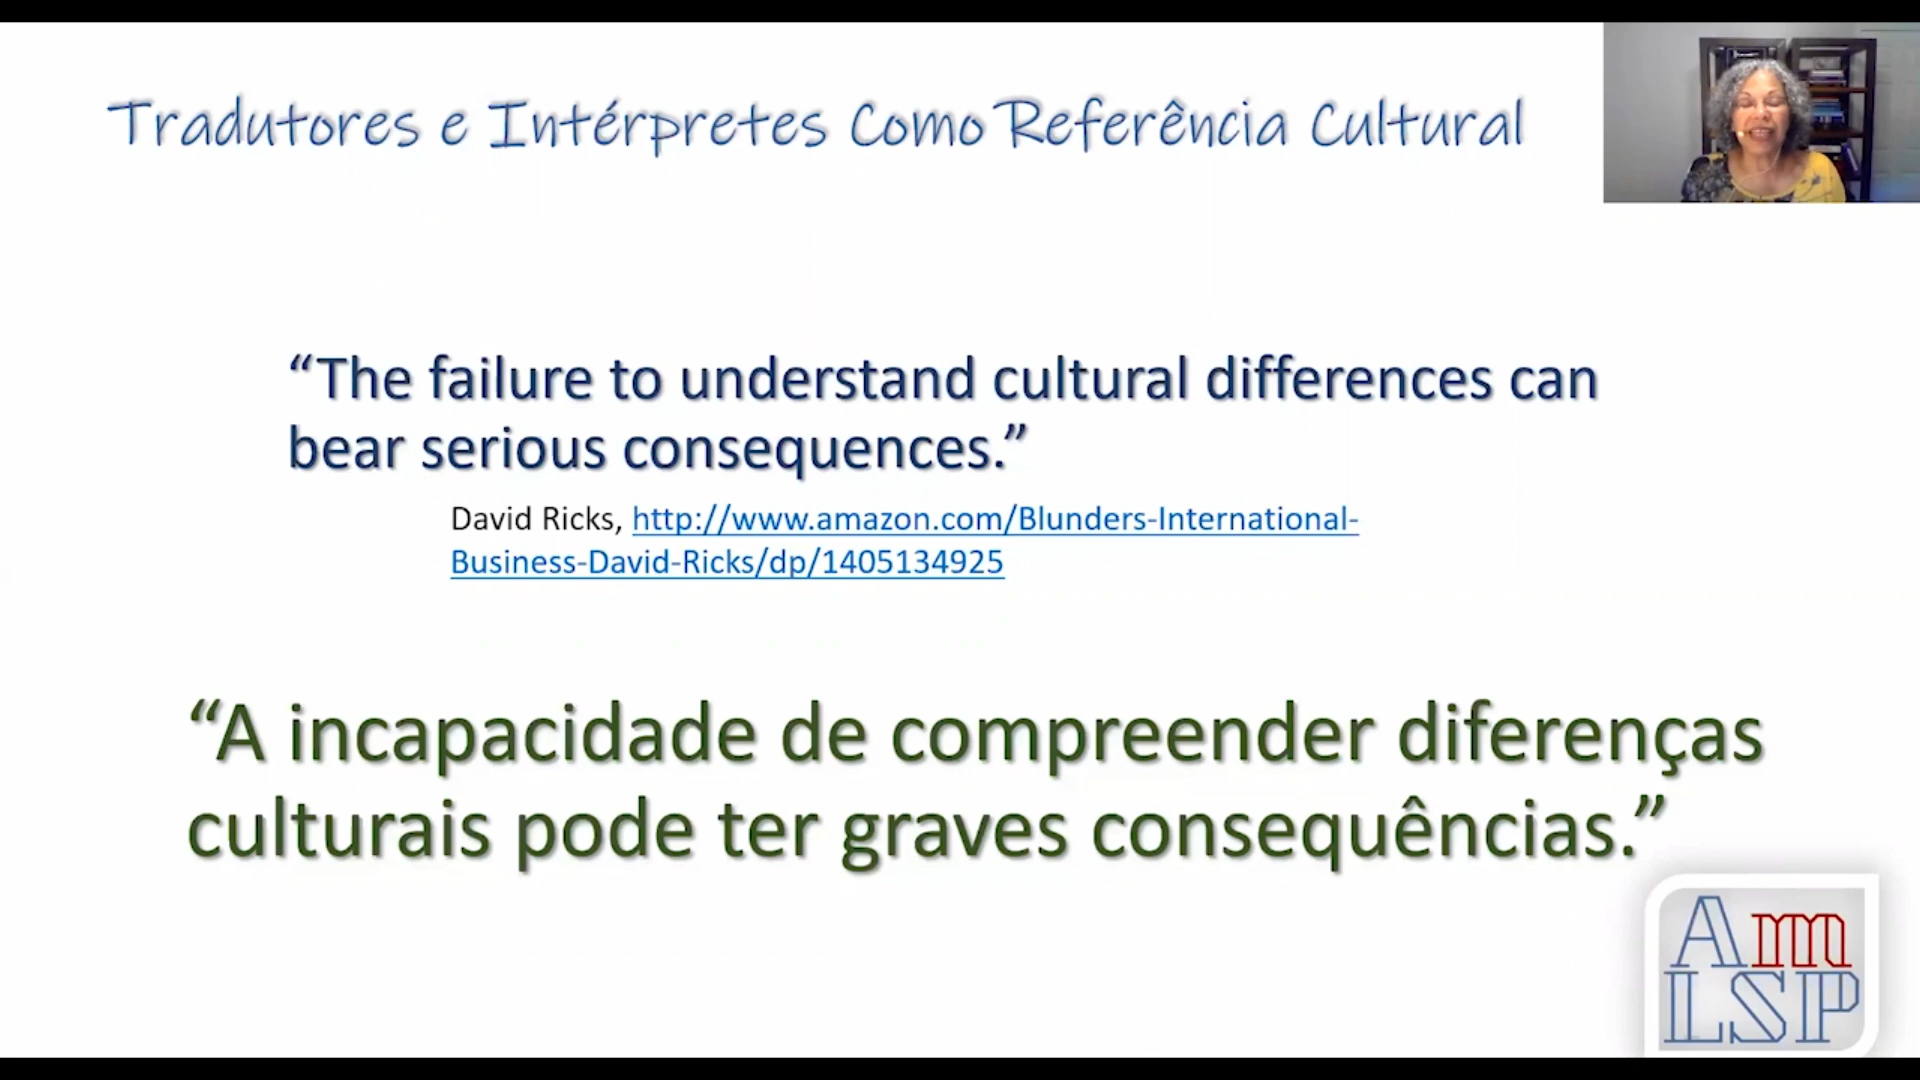 Tradutores e Intérpretes Como Referência Cultural
“The failure to understand cultural differences can
bear serious consequences.”
David Ricks, http://www.amazon.com/Blunders-International-
Business-David-Ricks/dp/1405134925
“A incapacidade de compreender diferenças
culturais pode ter graves consequências.”
Am
LSP